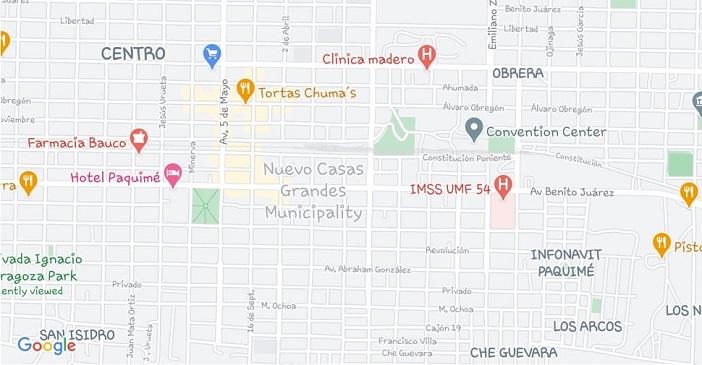 Libertad
2 de Abril
Emiliano Z
Benito Juárez
Ojinaga
Jesús García
CENTRO
Libertad
Clinica madero
OBRERA
Jesús Urueta
Av. 5 de Mayo
Tortas Chuma´s
Ahumada
Obregón
Álvaro Obregón
Álvaro Obregón
oviembre
Farmacia Bauco
Minerva
Convention Center
Constitución Poniente
Constitución
Hotel Paquimé
Nuevo Casas
Grandes
Municipality
ra
IMSS UMF 54
Av Benito Juárez
Pisto
Revolución
INFONAVIT
PAQUIMÉ
vada Ignacio
ragoza Park
ently viewed
Av. Abraham González
Privado
Privado
Juan Mata Ortiz
J. Urueta
16 de Sept.
M. Ochoa
M. Ochoa
LOS N
LOS ARCOS
Cajón 19
SAN ISIDRO
Francisco Villa
Che Guevara
CHE GUEVARA
Google